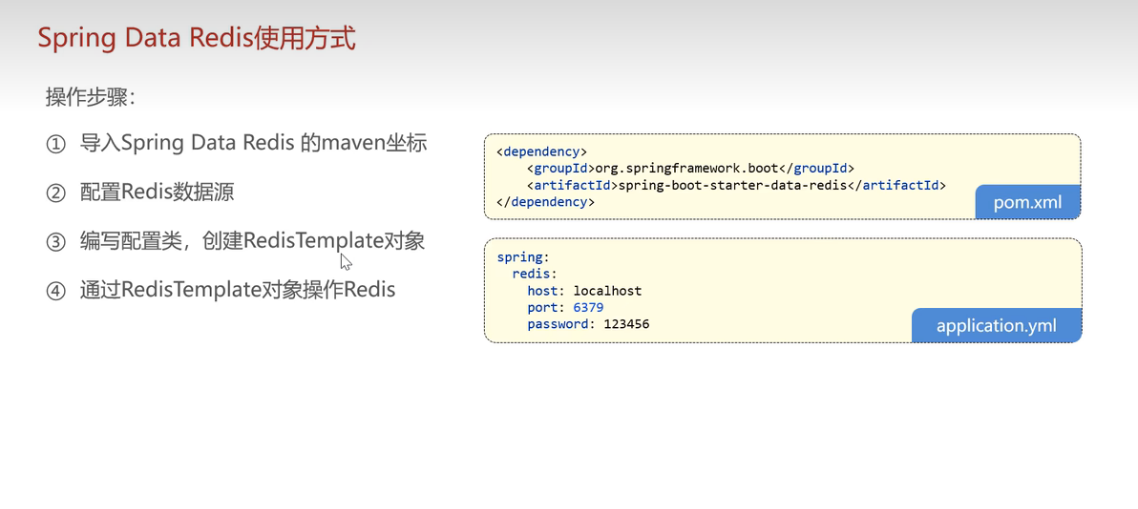 Spring Data Redis使用方式
操作步骤：
① 导入Spring Data Redis 的maven坐标
② 配置Redis数据源
③ 编写配置类，创建RedisTemplate对象
④ 通过RedisTemplate对象操作Redis
<dependency>
    <groupId>org.springframework.boot</groupId>
    <artifactId>spring-boot-starter-data-redis</artifactId>
</dependency>
pom.xml
spring:
  redis:
    host: localhost
    port: 6379
    password: 123456
application.yml